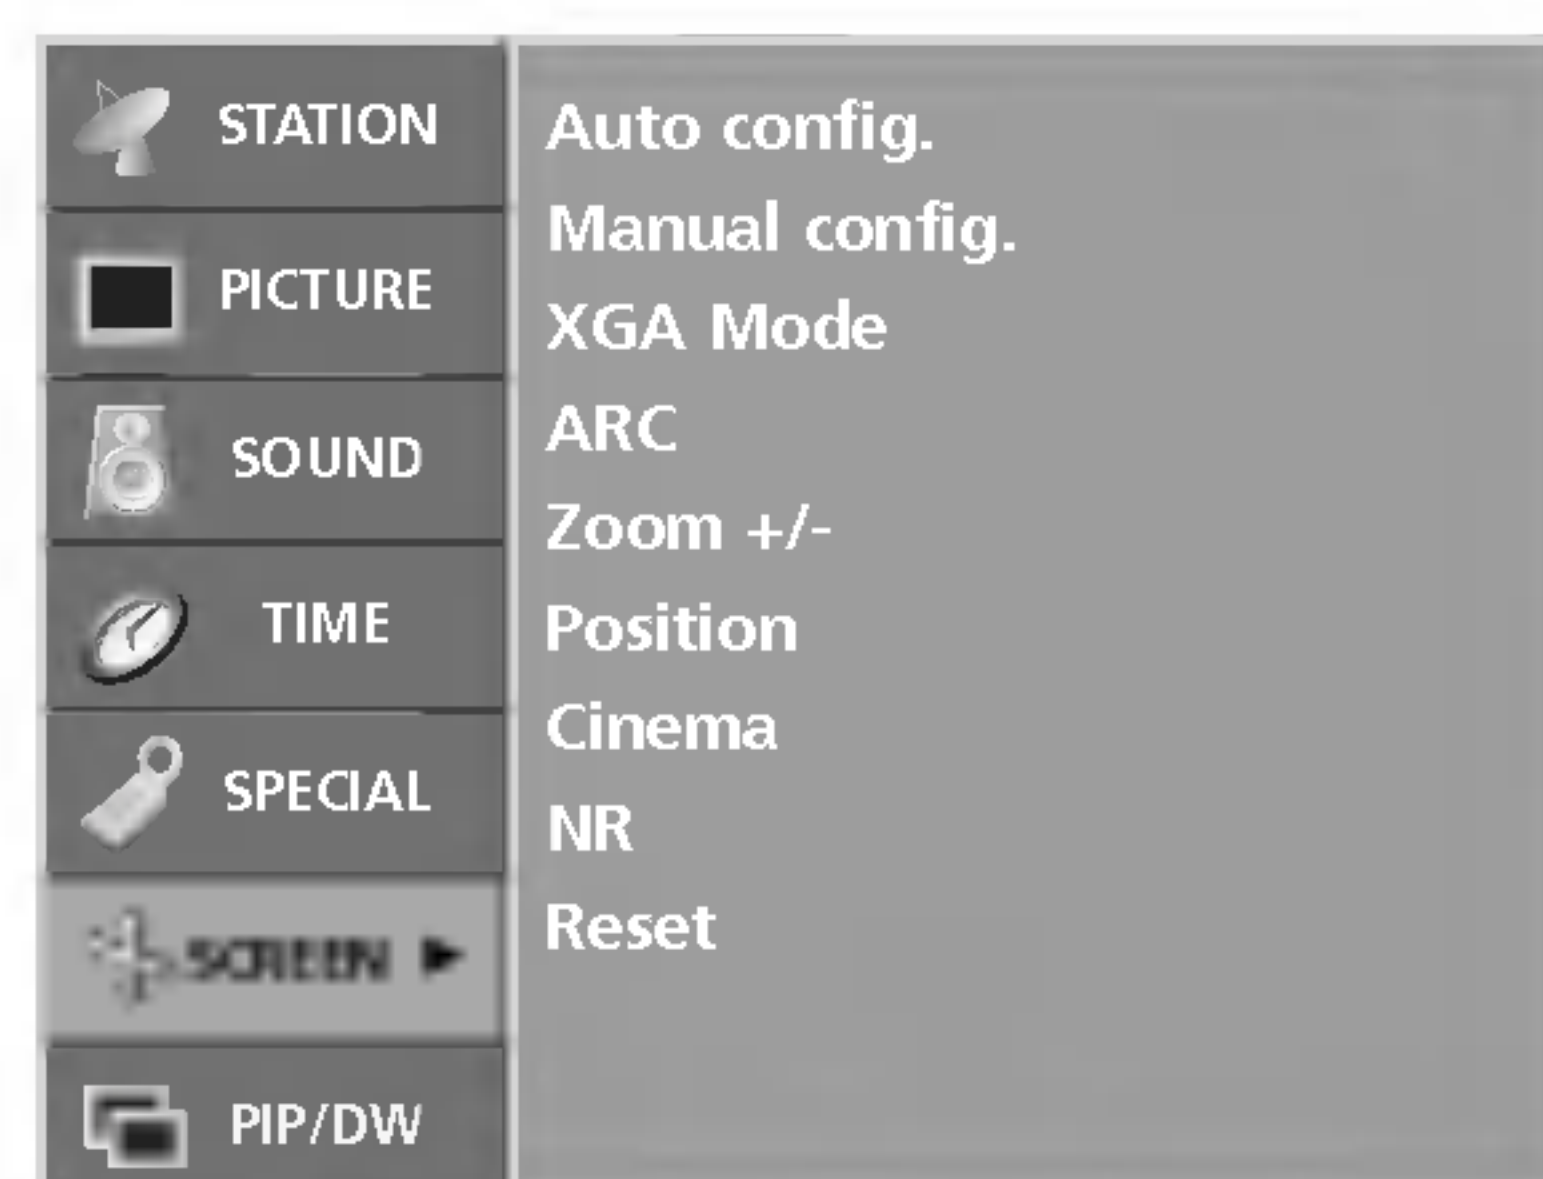 STATION
PICTURE
SOUND
TIME
SPECIAL
SCREEN
PIP/DW
Auto config.
Manual config.
XGA Mode
ARC
Zoom +/-
Position
Cinema
NR
Reset